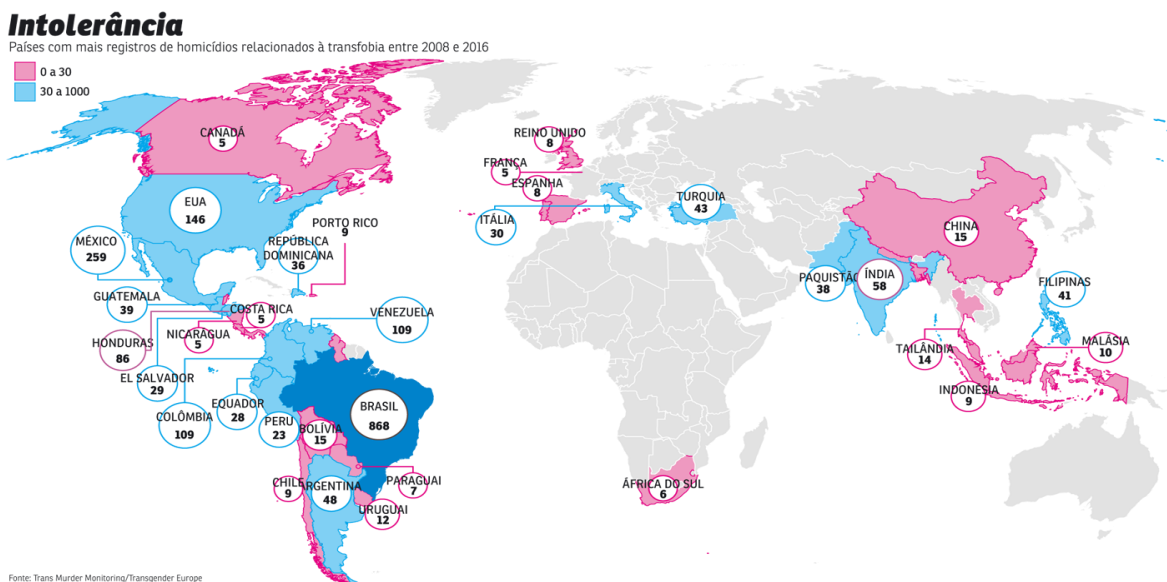 Intolerância
Países com mais registros de homicídios relacionados à transfobia entre 2008 e 2016
0 a 30
30 a 1000
CANADÁ
5
EUA
146
MÉXICO
259
PORTO RICO
9
REPÚBLICA
DOMINICANA
36
GUATEMALA
39
COSTA RICA
5
VENEZUELA
109
HONDURAS
86
NICARAGUA
5
EL SALVADOR
29
COLÔMBIA
109
EQUADOR
28
PERU
23
BOLÍVIA
15
BRASIL
868
CHILE
9
ARGENTINA
48
PARAGUAI
7
URUGUAI
12
REINO UNIDO
8
FRANÇA
5
ESPANHA
8
ITÁLIA
30
TURQUIA
43
ÁFRICA DO SUL
6
CHINA
15
PAQUISTÃO
38
ÍNDIA
58
FILIPINAS
41
TAILÂNDIA
14
MALÁSIA
10
INDONÉSIA
9
Fonte: Trans Murder Monitoring/Transgender Europe